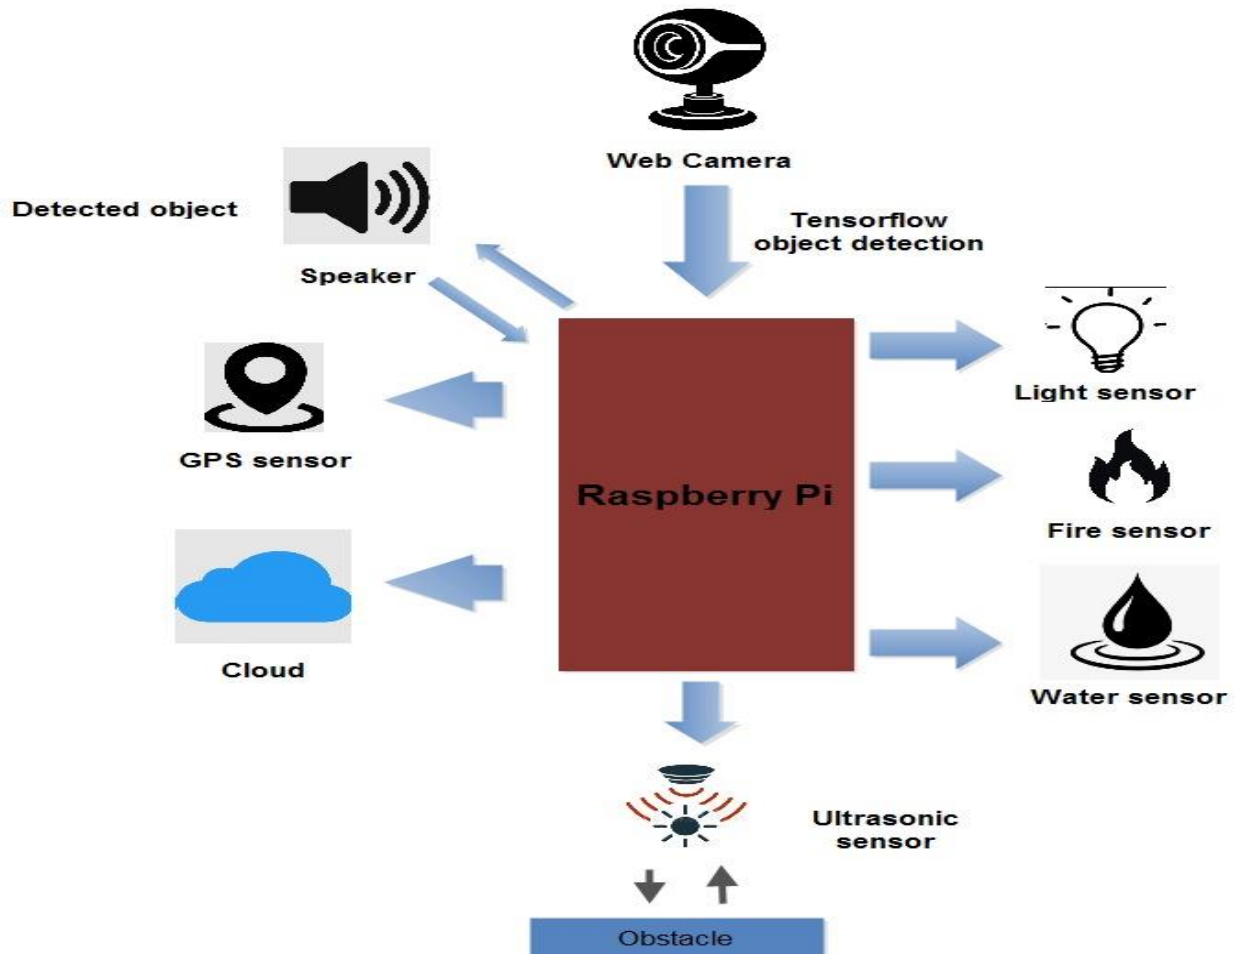 Web Camera
Detected object
Tensorflow
object detection
Speaker
Light sensor
GPS sensor
Raspberry Pi
Fire sensor
Cloud
Water sensor
Ultrasonic
sensor
Obstacle